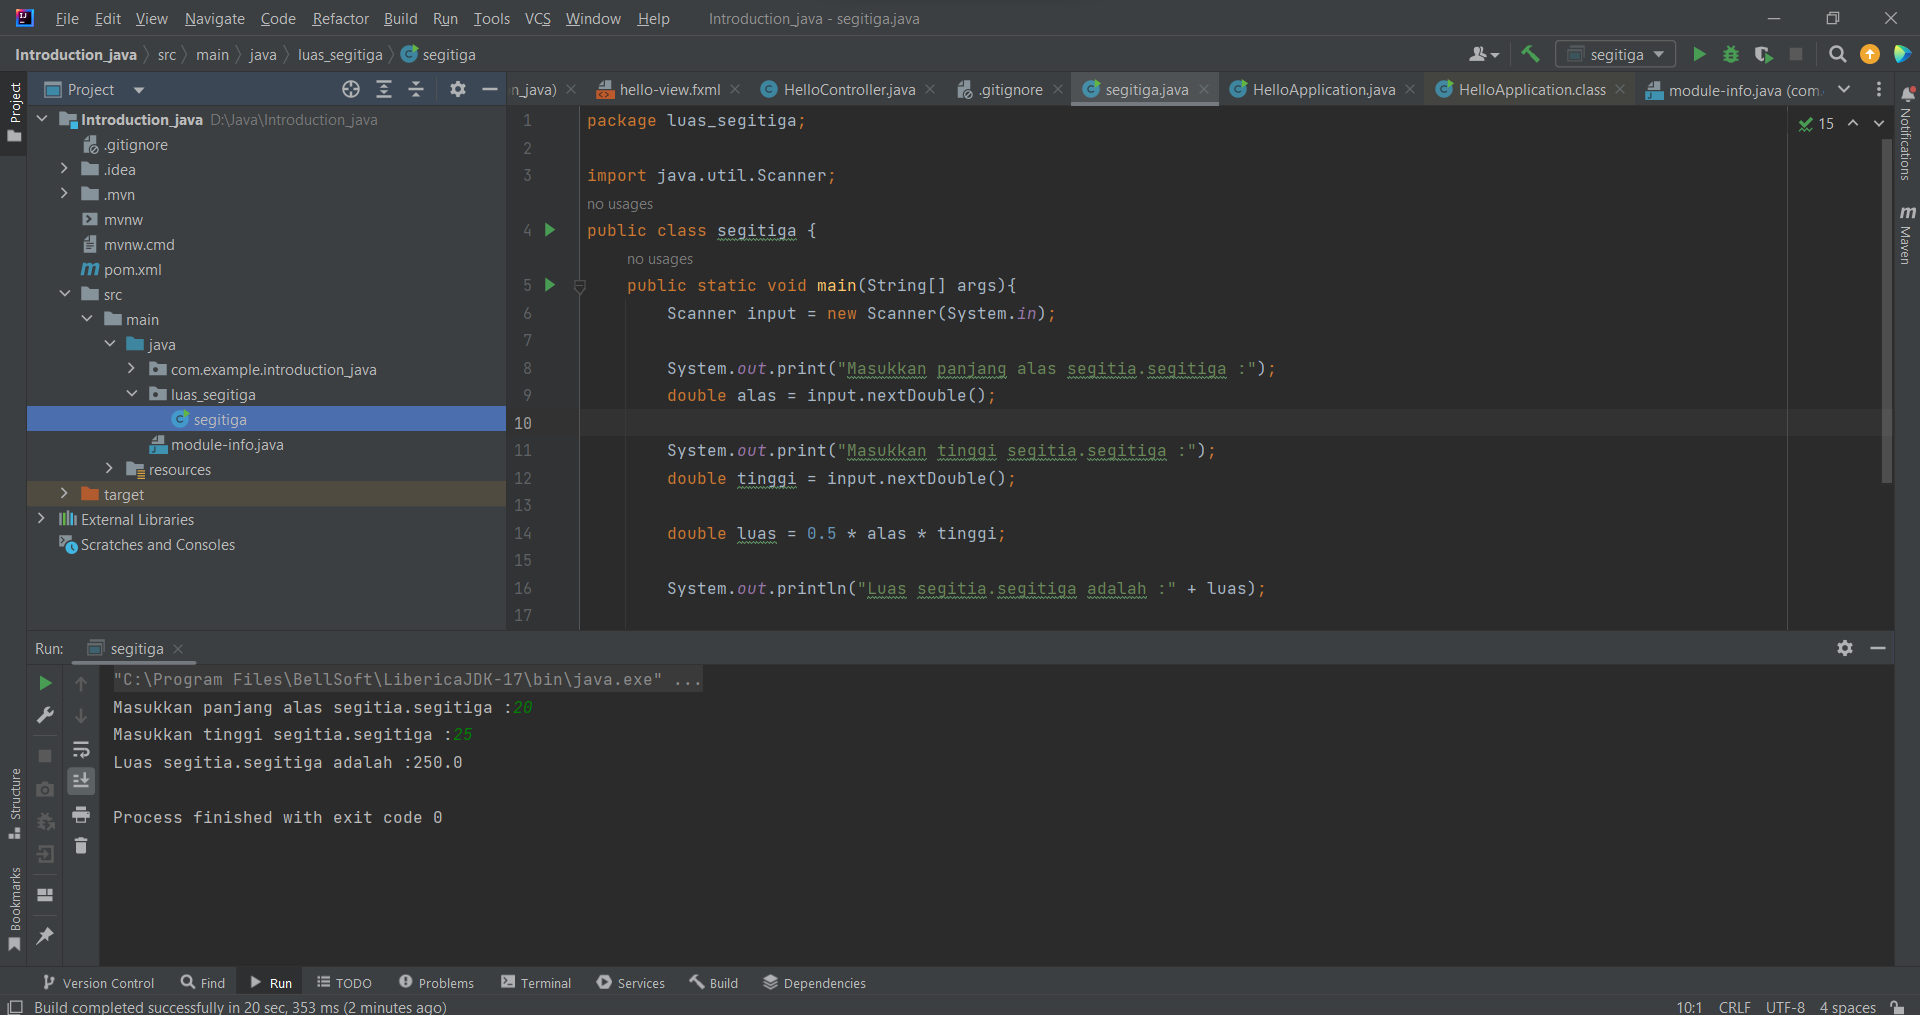 File Edit View Navigate Code Refactor Build Run Tools VCS Window Help Introduction_java - segitiga.java
Introduction_java src main java luas_segitiga segitiga segitiga
Project
n_java) hello-view.fxml HelloController.java .gitignore segitiga.java HelloApplication.java HelloApplication.class module-info.java (com.
Project
Introduction_java D:\Java\Introduction_java
.gitignore
.idea
.mvn
mvnw
mvnw.cmd
pom.xml
src
main
java
com.example.introduction_java
luas_segitiga
segitiga
module-info.java
resources
target
External Libraries
Scratches and Consoles
15
1 package luas_segitiga;
2
3 import java.util.Scanner;
no usages
4 public class segitiga {
no usages
5 public static void main(String[] args){
6 Scanner input = new Scanner(System.in);
7
8 System.out.print("Masukkan panjang alas segitia.segitiga :");
9 double alas = input.nextDouble();
10
11 System.out.print("Masukkan tinggi segitia.segitiga :");
12 double tinggi = input.nextDouble();
13
14 double luas = 0.5 * alas * tinggi;
15
16 System.out.println("Luas segitia.segitiga adalah :" + luas);
17
Notifications
Maven
Run: segitiga
"C:\Program Files\BellSoft\LibericaJDK-17\bin\java.exe" ...
Masukkan panjang alas segitia.segitiga :20
Masukkan tinggi segitia.segitiga :25
Luas segitia.segitiga adalah :250.0
Process finished with exit code 0
Structure
Bookmarks
Version Control Find Run TODO Problems Terminal Services Build Dependencies
Build completed successfully in 20 sec, 353 ms (2 minutes ago) 10:1 CRLF UTF-8 4 spaces